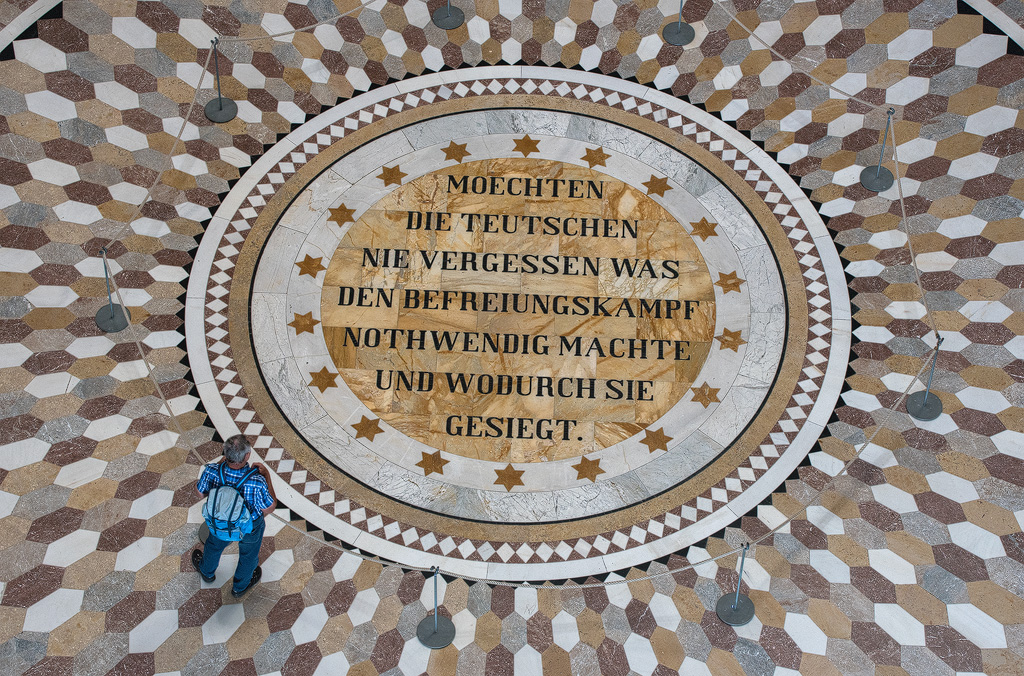 MOECHTEN
DIE TEUTSCHEN
NIE VERGESSEN WAS
DEN BEFREIUNGSKAMPF
NOTHWENDIG MACHTE
UND WODURCH SIE
GESIEGT.